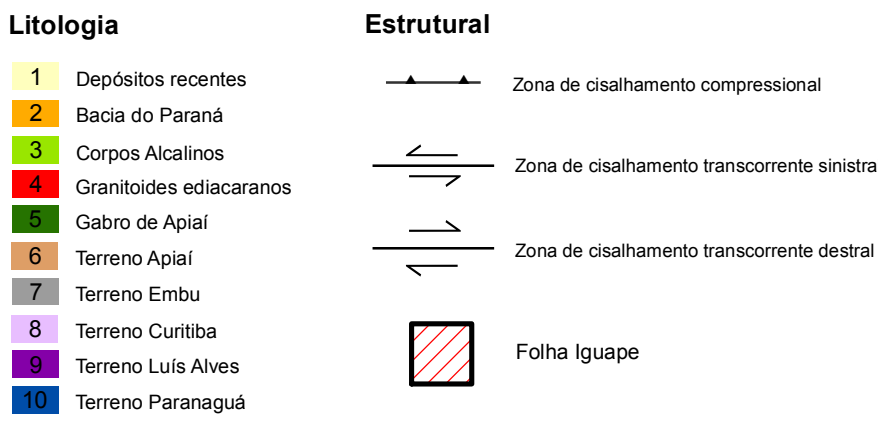 Litologia
1 Depósitos recentes
2 Bacia do Paraná
3 Corpos Alcalinos
4 Granitoides ediacaranos
5 Gabro de Apiaí
6 Terreno Apiaí
7 Terreno Embu
8 Terreno Curitiba
9 Terreno Luís Alves
10 Terreno Paranaguá
Estrutural
Zona de cisalhamento compressional
Zona de cisalhamento transcorrente sinistra
Zona de cisalhamento transcorrente destral
Folha Iguape